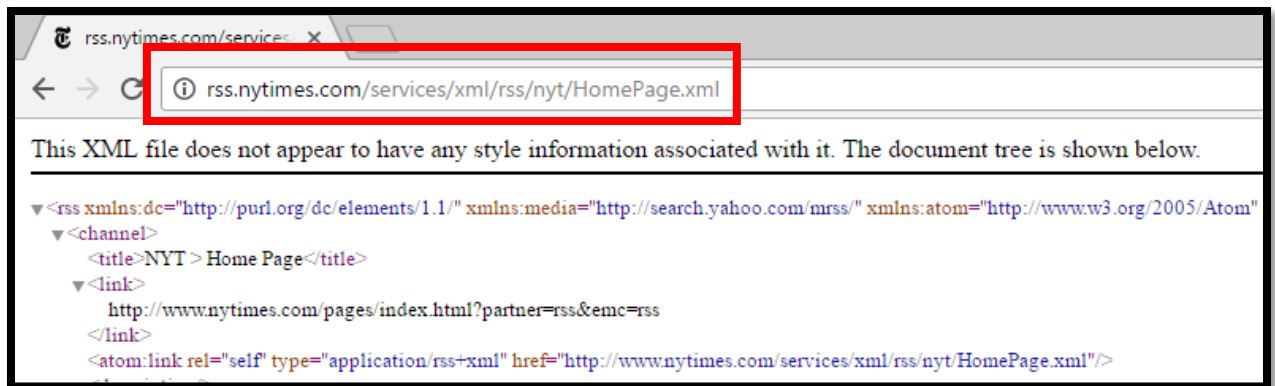 rss.nytimes.com/services
rss.nytimes.com/services/xml/rss/nyt/HomePage.xml
This XML file does not appear to have any style information associated with it. The document tree is shown below.
▼<rss xmlns:dc="http://purl.org/dc/elements/1.1/" xmlns:media="http://search.yahoo.com/mrss/" xmlns:atom="http://www.w3.org/2005/Atom"
▼<channel>
<title>NYT > Home Page</title>
▼<link>
http://www.nytimes.com/pages/index.html?partner=rss&emc=rss
</link>
<atom:link rel="self" type="application/rss+xml" href="http://www.nytimes.com/services/xml/rss/nyt/HomePage.xml"/>